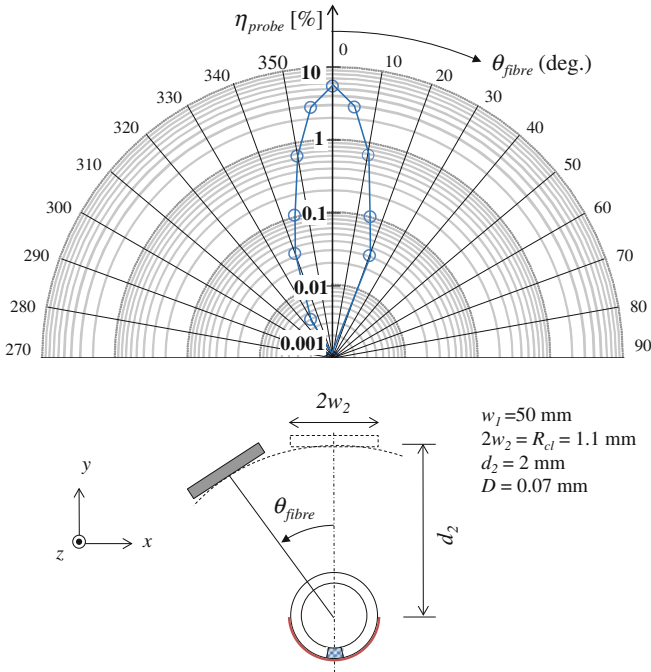 η_probe [%]
0
θ_fibre (deg.)
10
350
10
340
20
330
30
320
40
1
310
50
300
60
0.1
290
70
0.01
280
80
0.001
270
90
2w_2
w_1 =50 mm
2w_2 = R_cl = 1.1 mm
d_2 = 2 mm
D = 0.07 mm
y
θ_fibre
z
x
d_2